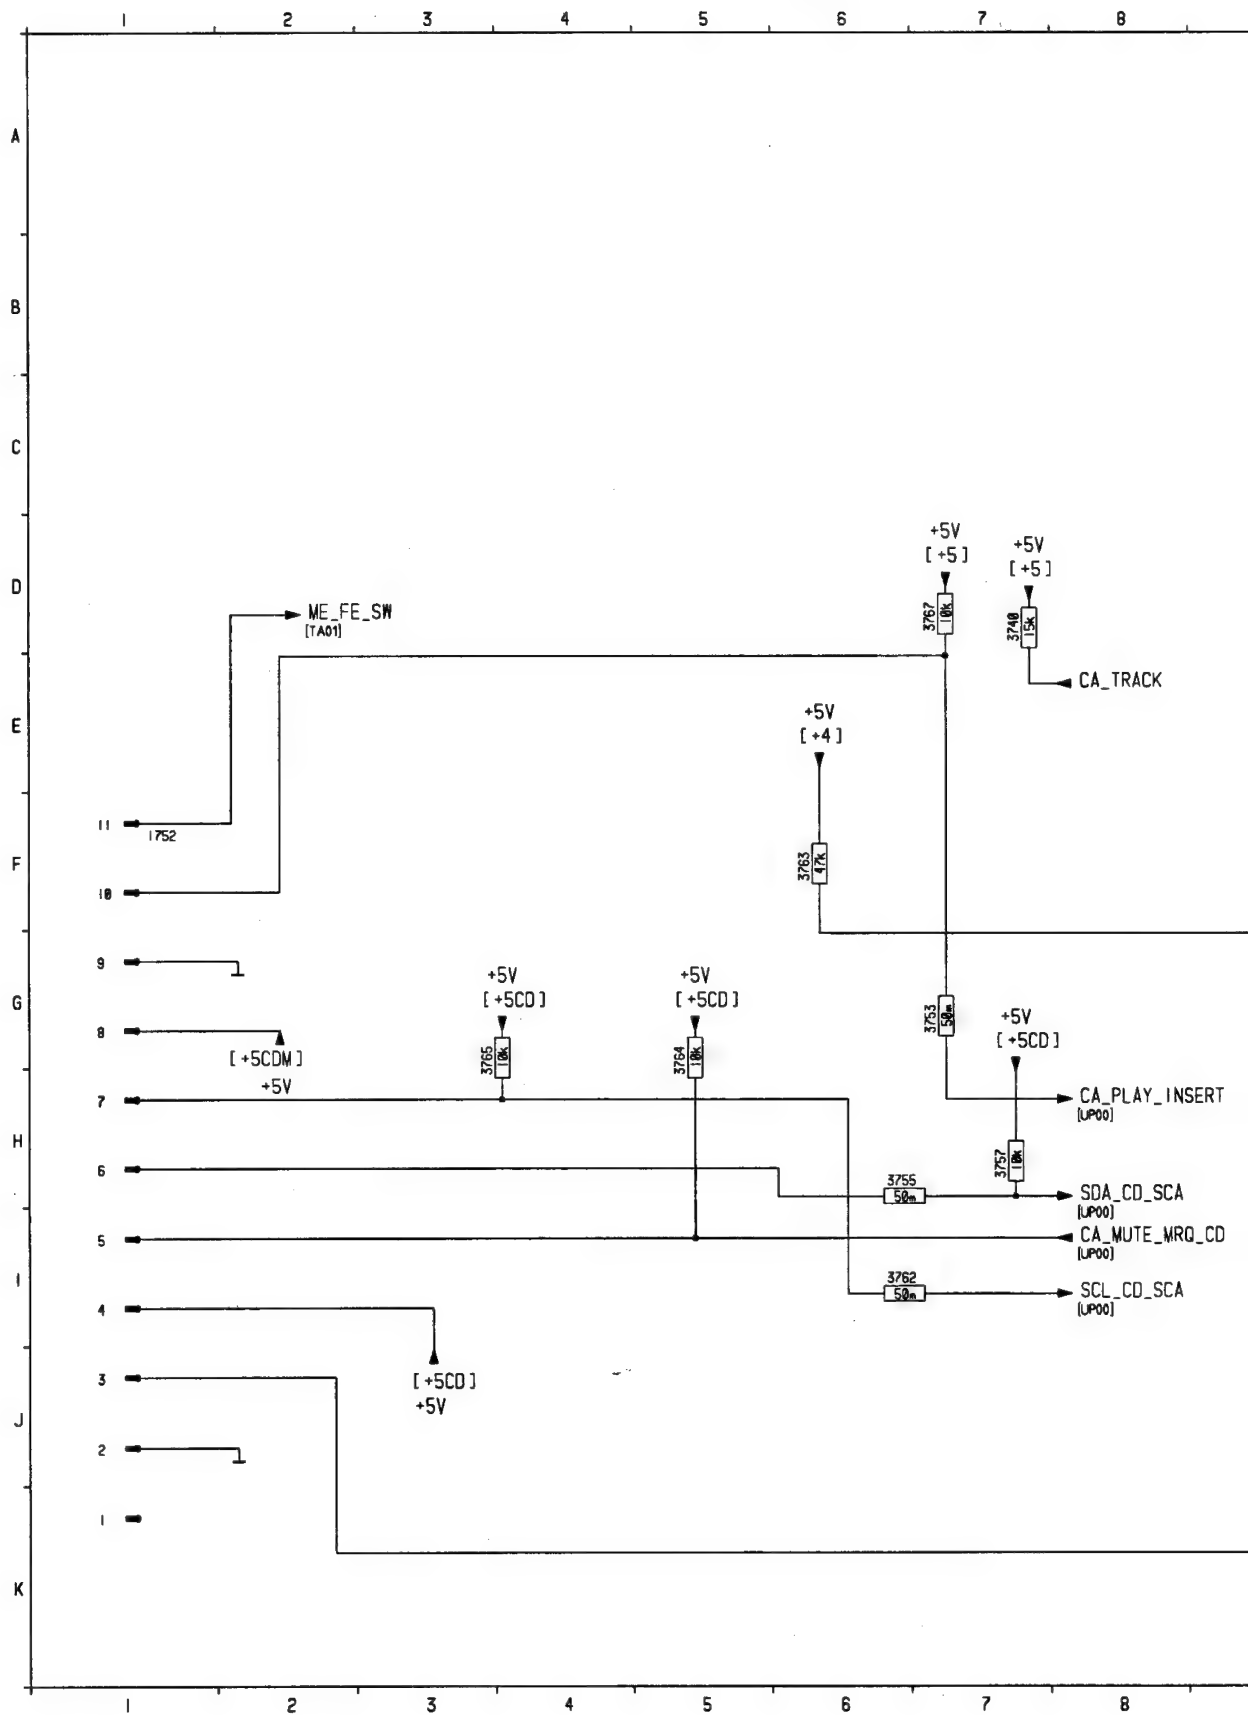 1 2 3 4 5 6 7 8
A
B
C
+5V
[ +5 ]
+5V
[ +5 ]
D
3767
10k
3740
15k
ME_FE_SW
[TA01]
CA_TRACK
E
+5V
[ +4 ]
11
1752
F
3763
47k
10
9
+5V
[ +5CD ]
+5V
[ +5CD ]
G
3753
50m
+5V
[ +5CD ]
8
[ +5CDM ]
+5V
3765
10k
3764
10k
7
CA_PLAY_INSERT
[UP00]
H
3757
10k
6
3755
50m
SDA_CD_SCA
[UP00]
5
CA_MUTE_MRQ_CD
[UP00]
I
3762
50m
SCL_CD_SCA
[UP00]
4
3
[ +5CD ]
+5V
J
2
1
K
1 2 3 4 5 6 7 8